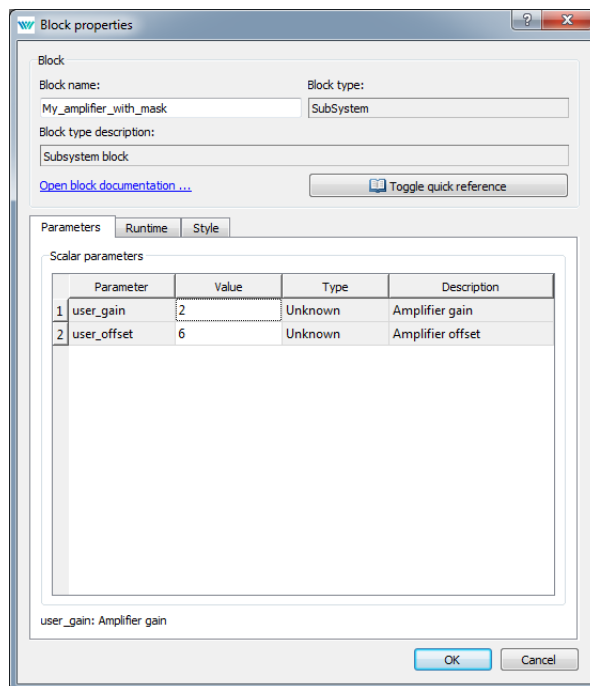 Block properties
Block
Block name:
Block type:
My_amplifier_with_mask
SubSystem
Block type description:
Subsystem block
Open block documentation ...
Toggle quick reference
Parameters Runtime Style
Scalar parameters
Parameter Value Type Description
1 user_gain 2 Unknown Amplifier gain
2 user_offset 6 Unknown Amplifier offset
user_gain: Amplifier gain
OK Cancel